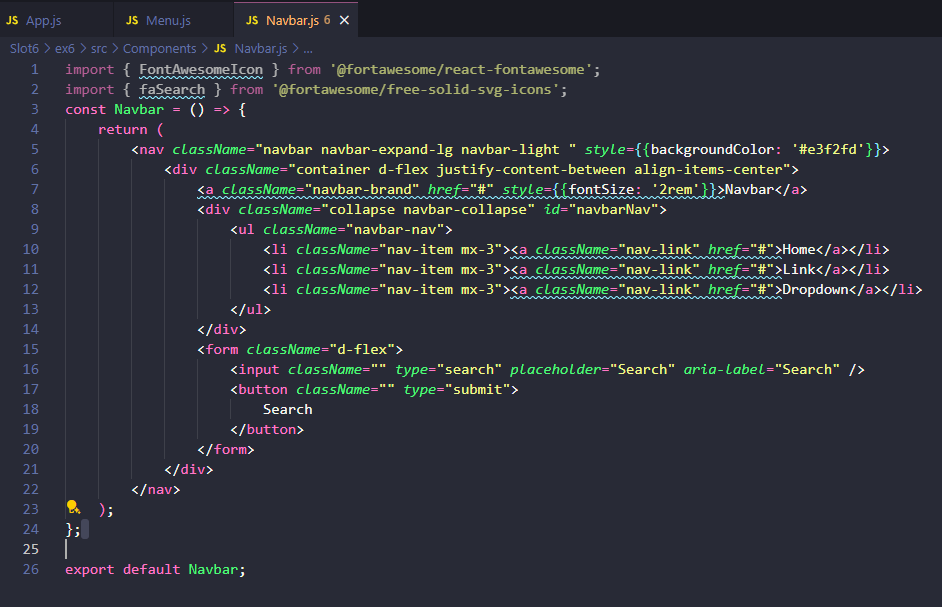 JS App.js JS Menu.js JS Navbar.js 6 ×
Slot6 > ex6 > src > Components > JS Navbar.js > ...
1 import { FontAwesomeIcon } from '@fortawesome/react-fontawesome';
2 import { faSearch } from '@fortawesome/free-solid-svg-icons';
3 const Navbar = () => {
4     return (
5         <nav className="navbar navbar-expand-lg navbar-light " style={{backgroundColor: '#e3f2fd'}}>
6             <div className="container d-flex justify-content-between align-items-center">
7                 <a className="navbar-brand" href="#" style={{fontSize: '2rem'}}>Navbar</a>
8                 <div className="collapse navbar-collapse" id="navbarNav">
9                     <ul className="navbar-nav">
10                         <li className="nav-item mx-3"><a className="nav-link" href="#">Home</a></li>
11                         <li className="nav-item mx-3"><a className="nav-link" href="#">Link</a></li>
12                         <li className="nav-item mx-3"><a className="nav-link" href="#">Dropdown</a></li>
13                     </ul>
14                 </div>
15                 <form className="d-flex">
16                     <input className="" type="search" placeholder="Search" aria-label="Search" />
17                     <button className="" type="submit">
18                         Search
19                     </button>
20                 </form>
21             </div>
22         </nav>
23     );
24 };
25
26 export default Navbar;